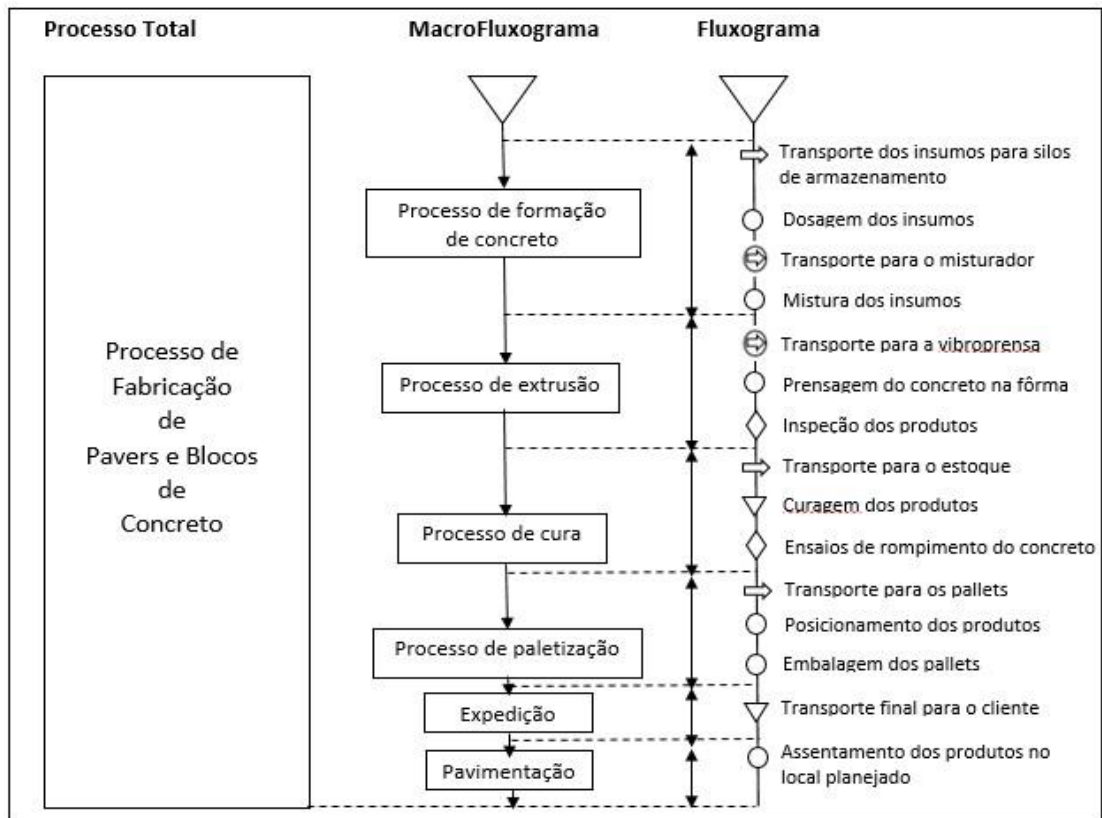 Processo Total
MacroFluxograma
Fluxograma
Processo de
Fabricação
de
Pavers e Blocos
de
Concreto
Processo de formação
de concreto
Processo de extrusão
Processo de cura
Processo de paletização
Expedição
Pavimentação
Transporte dos insumos para silos
de armazenamento
Dosagem dos insumos
Transporte para o misturador
Mistura dos insumos
Transporte para a vibroprensa
Prensagem do concreto na fôrma
Inspeção dos produtos
Transporte para o estoque
Curagem dos produtos
Ensaios de rompimento do concreto
Transporte para os pallets
Posicionamento dos produtos
Embalagem dos pallets
Transporte final para o cliente
Assentamento dos produtos no
local planejado